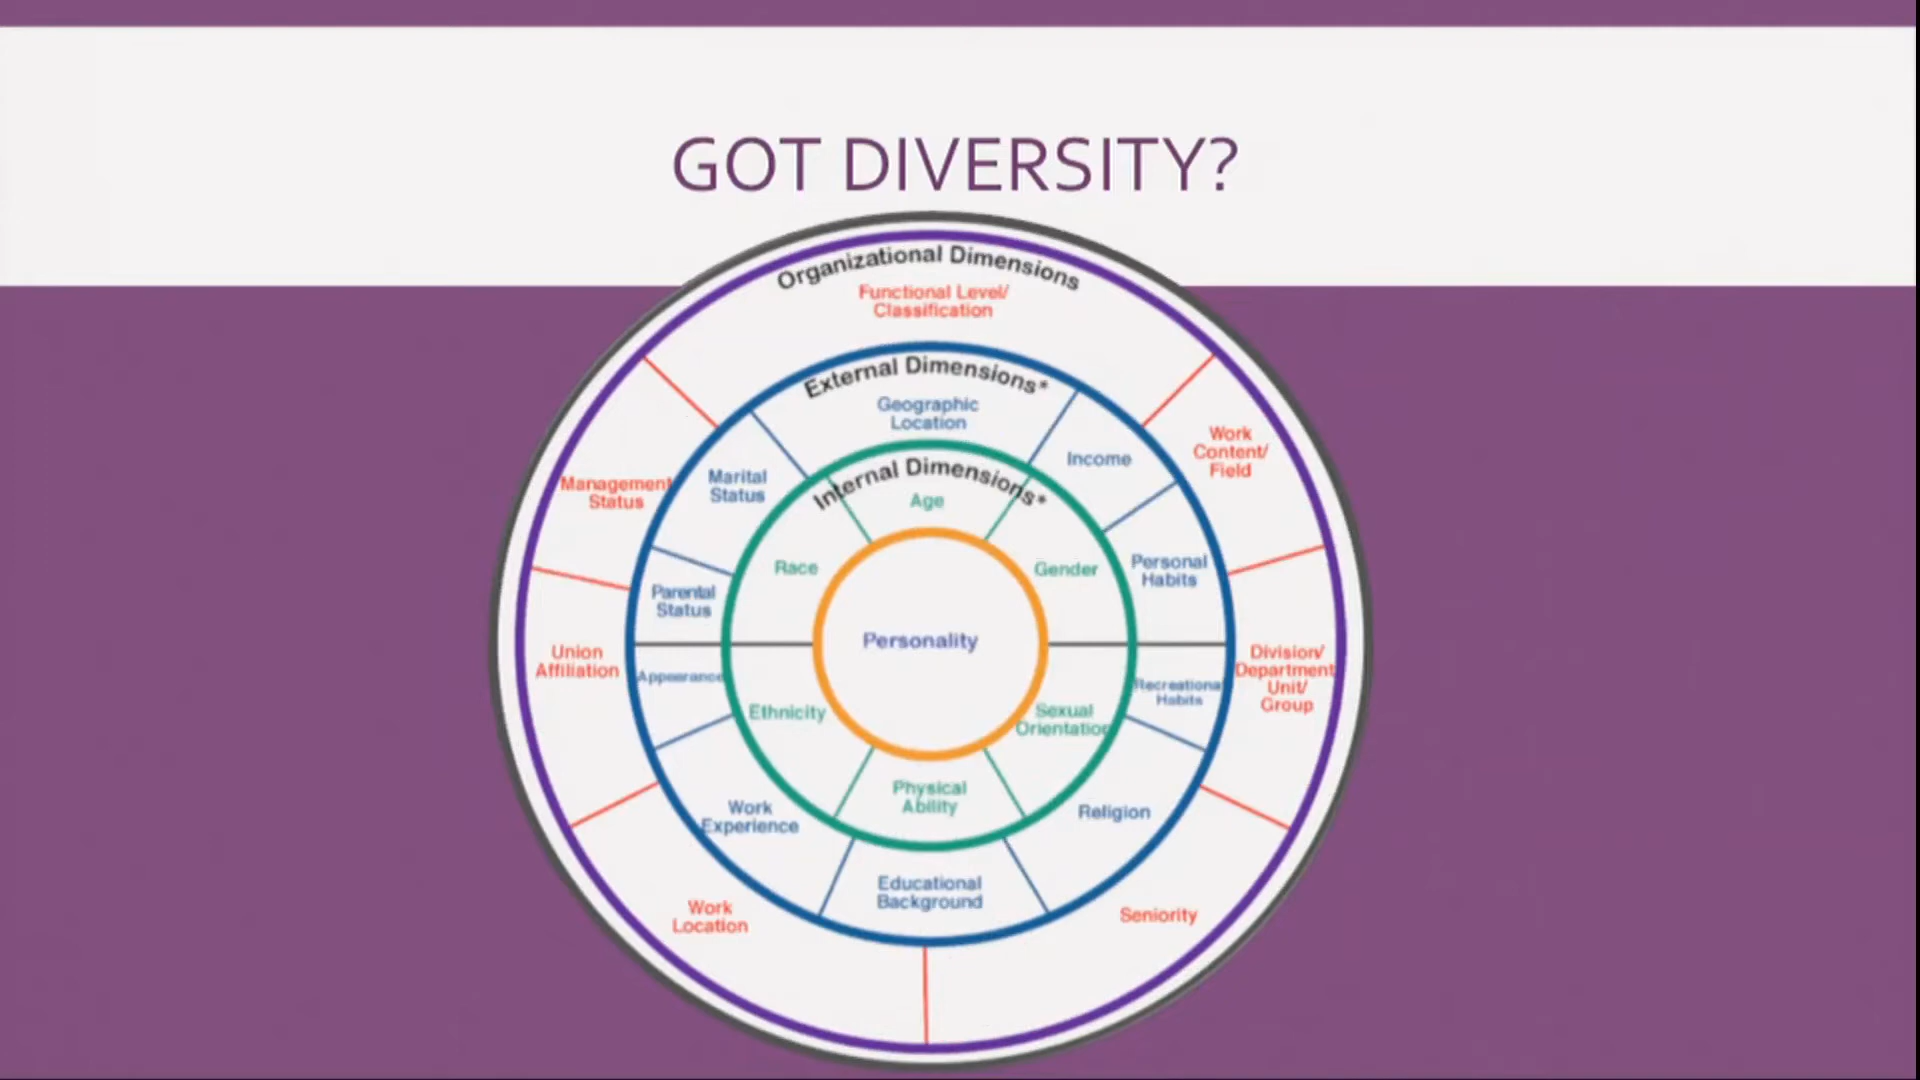 GOT DIVERSITY?
Organizational Dimensions
Functional Level/
Classification
External Dimensions*
Geographic
Location
Internal Dimensions*
Age
Income
Work
Content/
Field
Marital
Status
Management
Status
Race
Gender
Personal
Habits
Parental
Status
Personality
Union
Affiliation
Appearance
Recreationa
Habits
Division/
Department
Unit/
Group
Ethnicity
Sexual
Orientation
Physical
Ability
Work
Experience
Religion
Educational
Background
Work
Location
Seniority